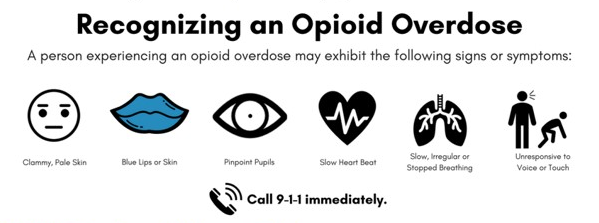 Recognizing an Opioid Overdose
A person experiencing an opioid overdose may exhibit the following signs or symptoms:
Clammy, Pale Skin
Blue Lips or Skin
Pinpoint Pupils
Slow Heart Beat
Slow, Irregular or
Stopped Breathing
Unresponsive to
Voice or Touch
Call 9-1-1 immediately.